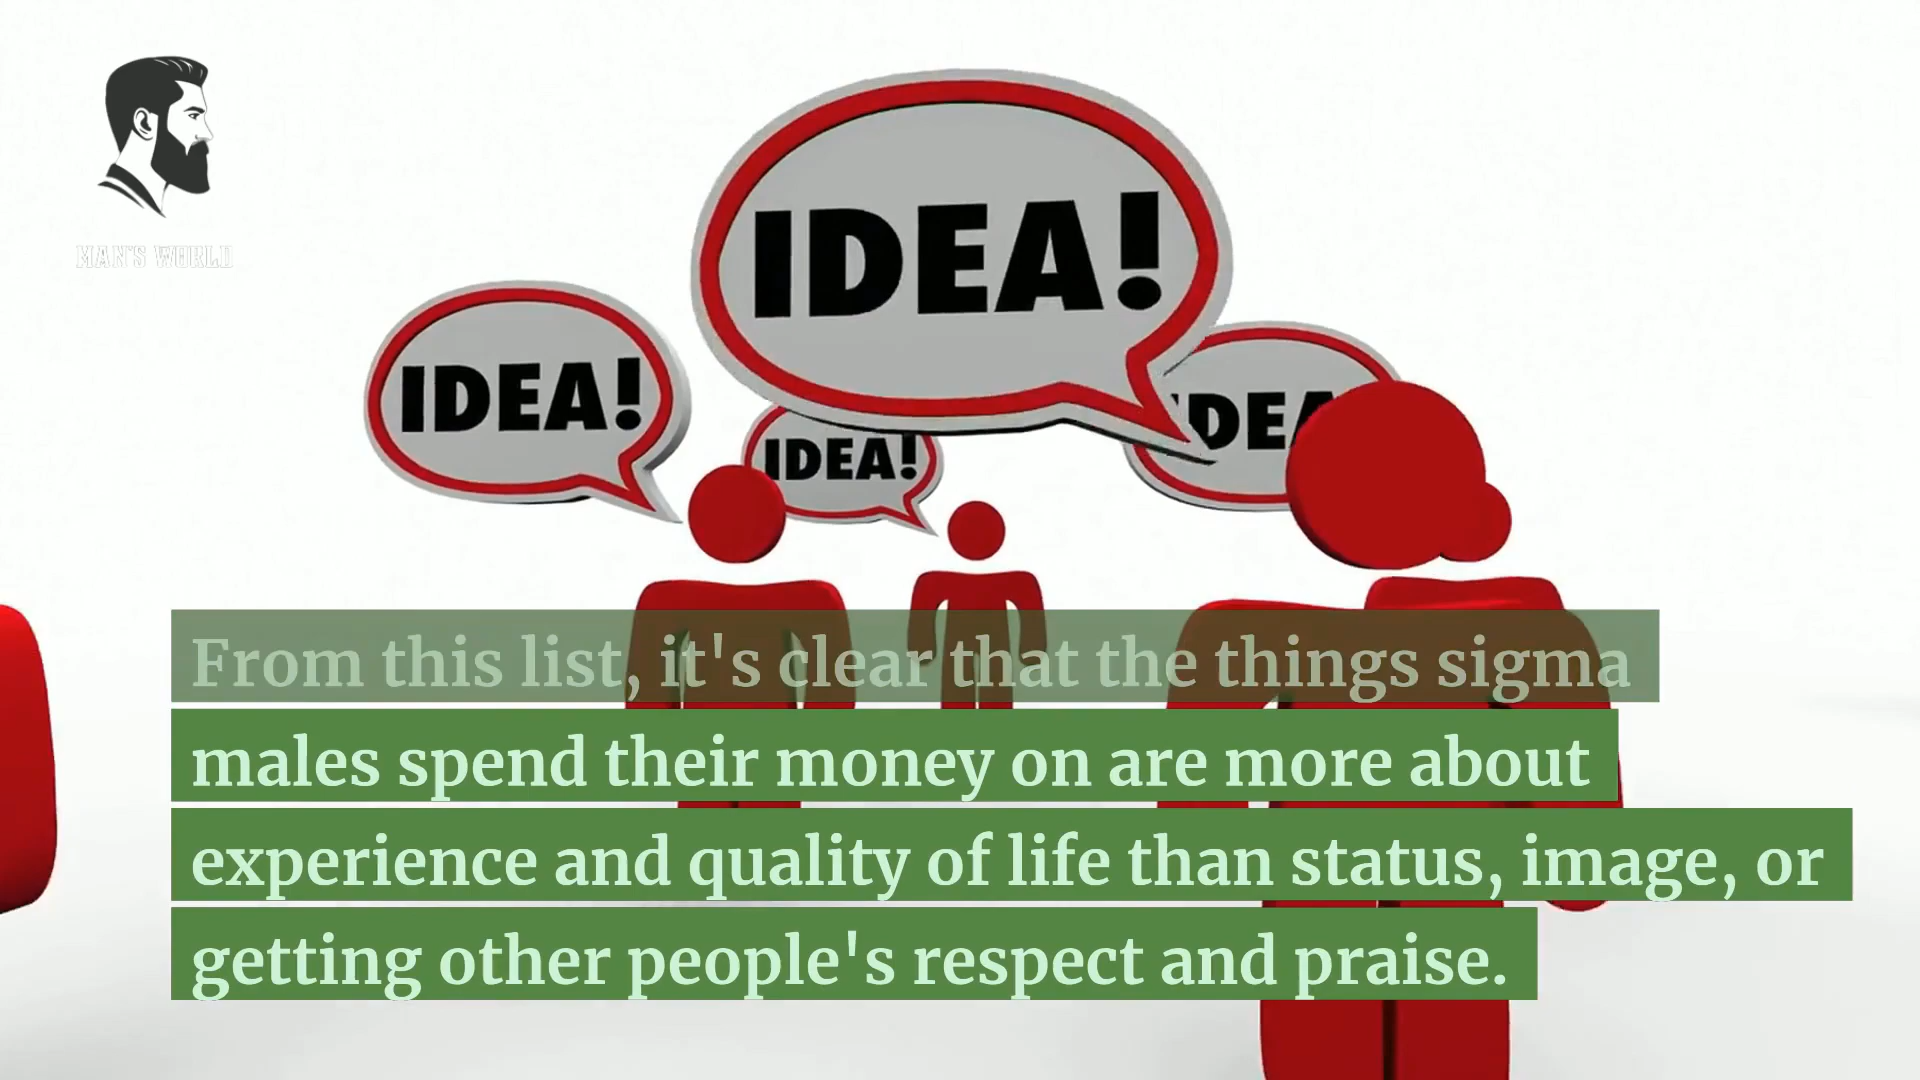 MAN'S WORLD
IDEA!
IDEA!
IDEA!
IDEA
From this list, it's clear that the things sigma
males spend their money on are more about
experience and quality of life than status, image, or
getting other people's respect and praise.